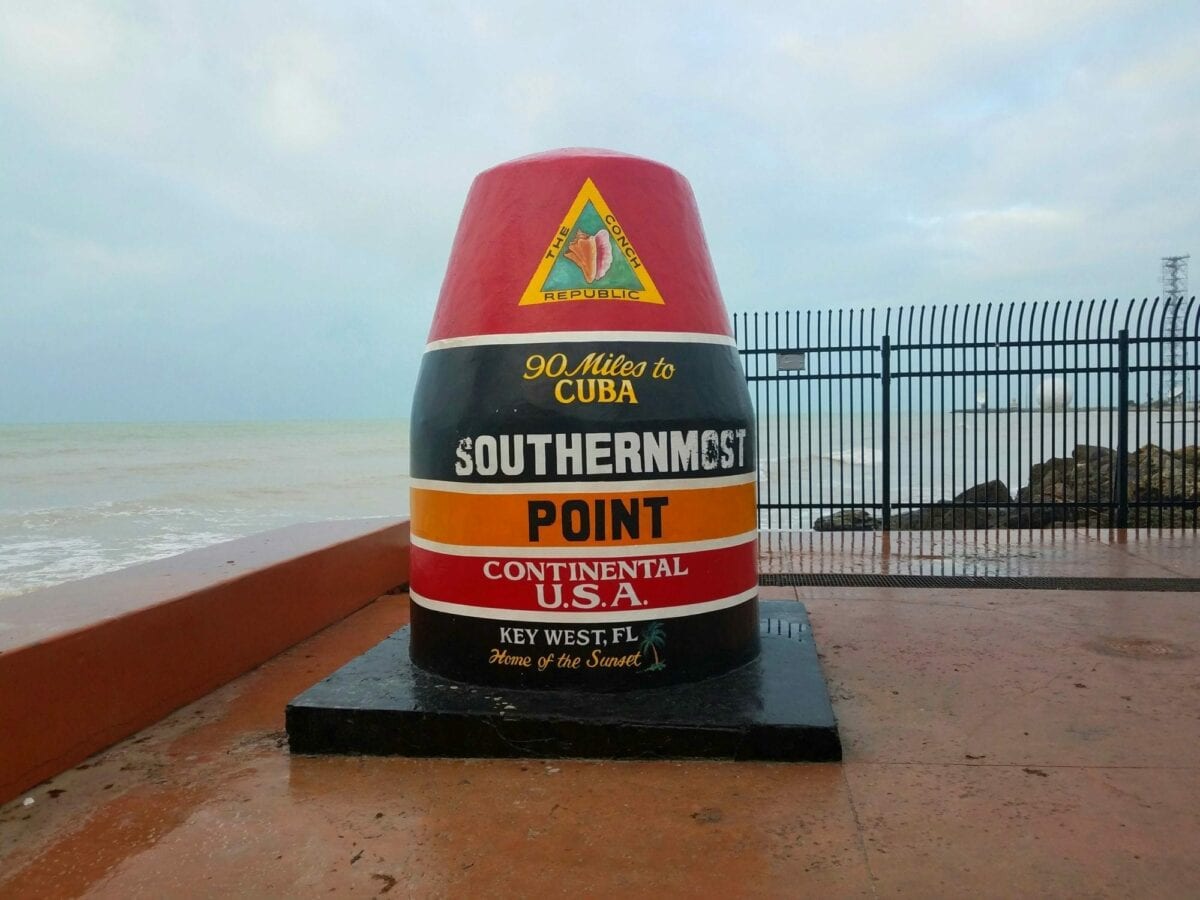 THE CONCH
REPUBLIC
90 Miles to
CUBA
SOUTHERNMOST
POINT
CONTINENTAL
U.S.A.
KEY WEST, FL
Home of the Sunset